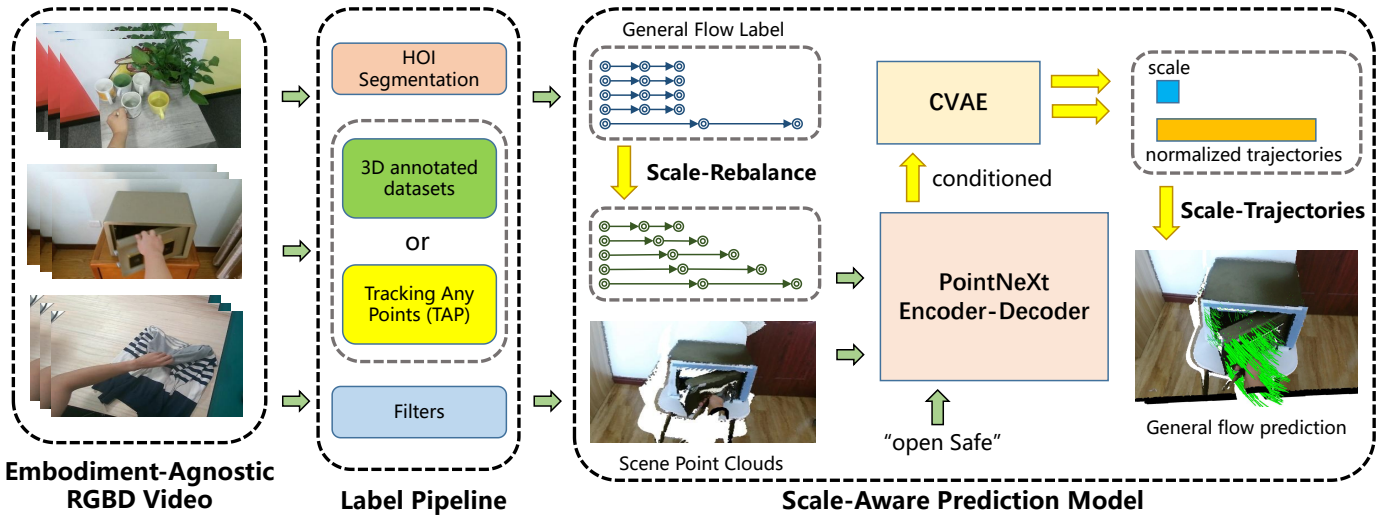 HOI
Segmentation
3D annotated
datasets
or
Tracking Any
Points (TAP)
Filters
General Flow Label
Scale-Rebalance
Scene Point Clouds
CVAE
conditioned
PointNeXt
Encoder-Decoder
“open Safe”
scale
normalized trajectories
Scale-Trajectories
General flow prediction
Embodiment-Agnostic
RGBD Video
Label Pipeline
Scale-Aware Prediction Model